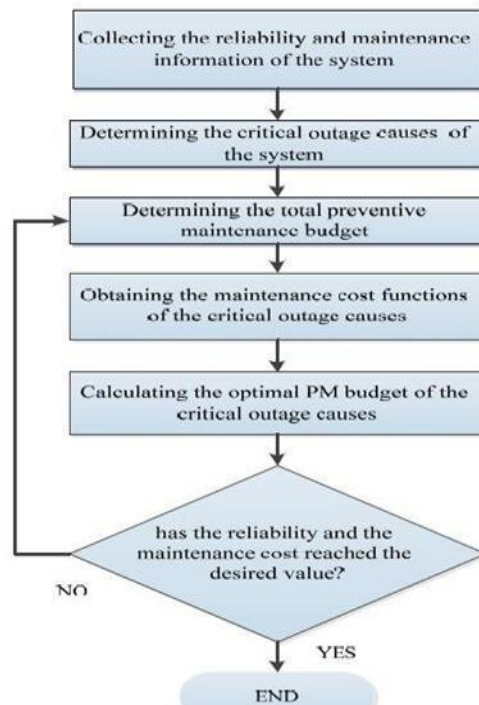 Collecting the reliability and maintenance
information of the system
Determining the critical outage causes of
the system
Determining the total preventive
maintenance budget
Obtaining the maintenance cost functions
of the critical outage causes
Calculating the optimal PM budget of the
critical outage causes
has the reliability and the
maintenance cost reached the
desired value?
NO
YES
END